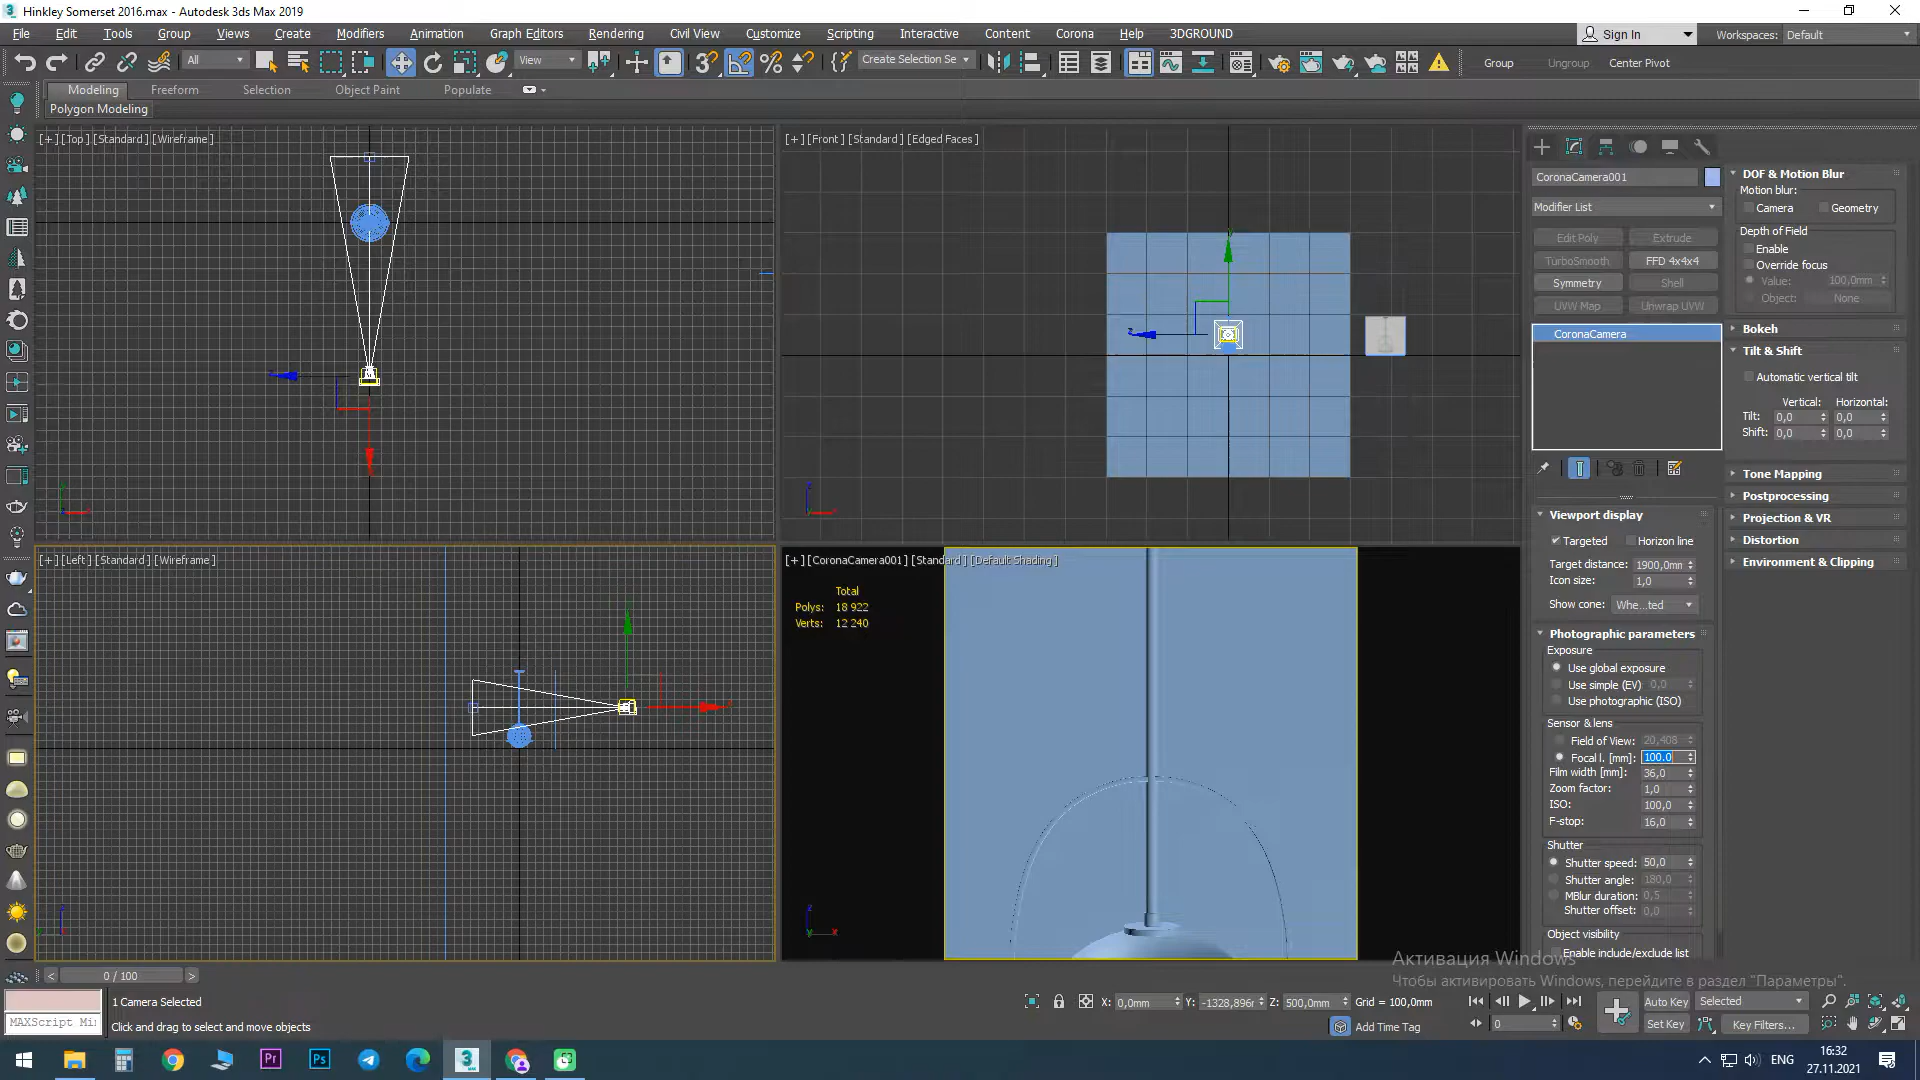 Hinkley Somerset 2016.max - Autodesk 3ds Max 2019
File Edit Tools Group Views Create Modifiers Animation Graph Editors Rendering Civil View Customize Scripting Interactive Content Corona Help 3DGROUND
Sign In
Workspaces: Default
All
View
Create Selection Se
Group Ungroup Center Pivot
Modeling Freeform Selection Object Paint Populate
Polygon Modeling
[+] [Top] [Standard] [Wireframe]
[+] [Front] [Standard] [Edged Faces]
[+] [Left] [Standard] [Wireframe]
[+] [CoronaCamera001] [Standard] [Default Shading]
Total
Polys: 18 922
Verts: 12 240
CoronaCamera001
Modifier List
Edit Poly Extrude
TurboSmooth FFD 4x4x4
Symmetry Shell
UVW Map Unwrap UVW
CoronaCamera
Viewport display
Targeted Horizon line
Target distance: 1900,0mm
Icon size: 1,0
Show cone: Whe...ted
Photographic parameters
Exposure
Use global exposure
Use simple (EV) 0,0
Use photographic (ISO)
Sensor & lens
Field of View: 20,408
Focal l. [mm]: 100.0
Film width [mm]: 36,0
Zoom factor: 1,0
ISO: 100,0
F-stop: 16,0
Shutter
Shutter speed: 50,0
Shutter angle: 180,0
MBlur duration: 0,5
Shutter offset: 0,0
Object visibility
Enable include/exclude list
DOF & Motion Blur
Motion blur:
Camera Geometry
Depth of Field
Enable
Override focus
Value: 100,0mm
Object: None
Bokeh
Tilt & Shift
Automatic vertical tilt
Vertical: Horizontal:
Tilt: 0,0 0,0
Shift: 0,0 0,0
Tone Mapping
Postprocessing
Projection & VR
Distortion
Environment & Clipping
Активация Windows
Чтобы активировать Windows, перейдите в раздел "Параметры".
0 / 100
1 Camera Selected
MAXScript Mi
Click and drag to select and move objects
X: 0,0mm Y: -1328,896r Z: 500,0mm Grid = 100,0mm
Add Time Tag
0
Auto Key Selected
Set Key Key Filters...
ENG
16:32
27.11.2021